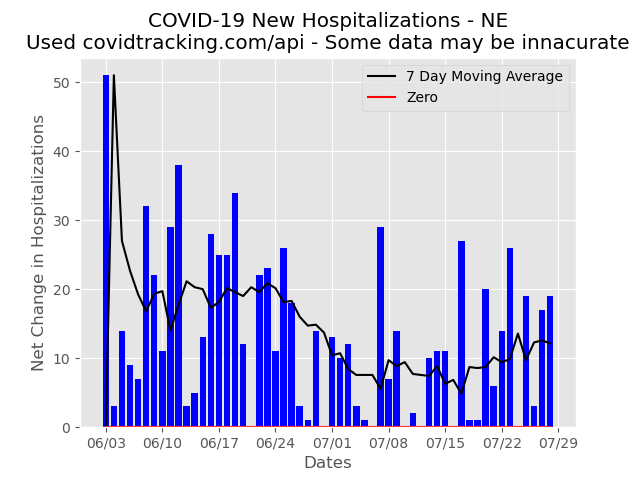 COVID-19 New Hospitalizations - NE
Used covidtracking.com/api - Some data may be innacurate
7 Day Moving Average
Zero
Net Change in Hospitalizations
50
40
30
20
10
0
06/03 06/10 06/17 06/24 07/01 07/08 07/15 07/22 07/29
Dates